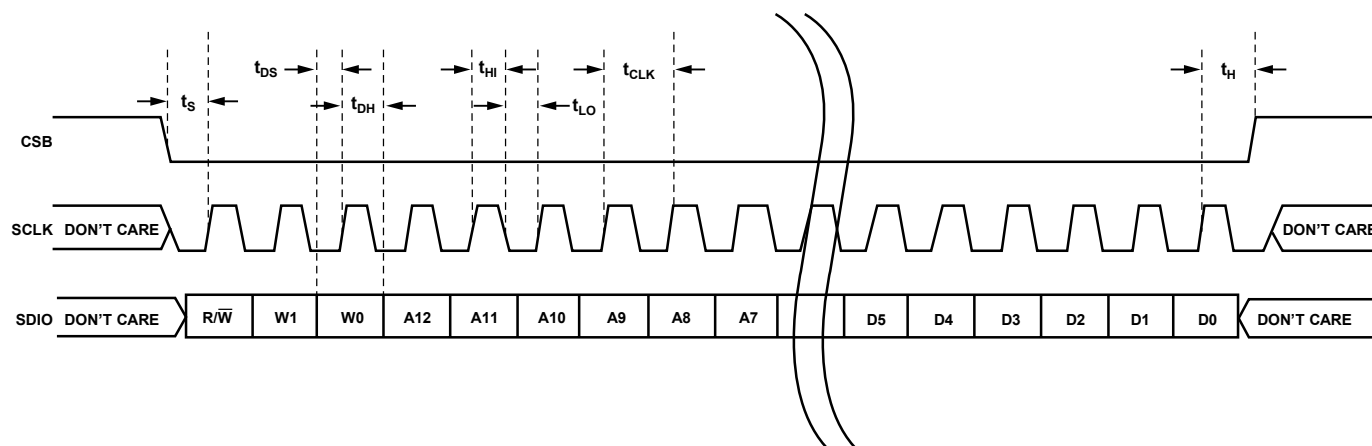 tDS
tHI
tCLK
tH
tS
tDH
tLO
CSB
SCLK DON'T CARE
DON'T CARE
SDIO DON'T CARE
R/W̅ W1 W0 A12 A11 A10 A9 A8 A7 D5 D4 D3 D2 D1 D0
DON'T CARE